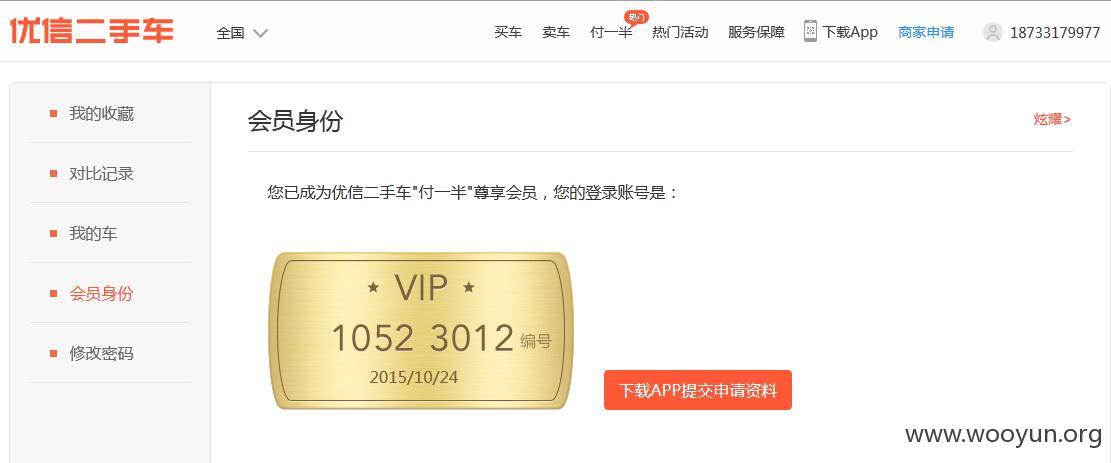 优信二手车 全国 买车 卖车 付一半 热门 热门活动 服务保障 下载App 商家申请 18733179977
我的收藏
对比记录
我的车
会员身份
修改密码
会员身份 炫耀>
您已成为优信二手车"付一半"尊享会员，您的登录账号是：
★ VIP ★
1052 3012 编号
2015/10/24
下载APP提交申请资料
www.wooyun.org